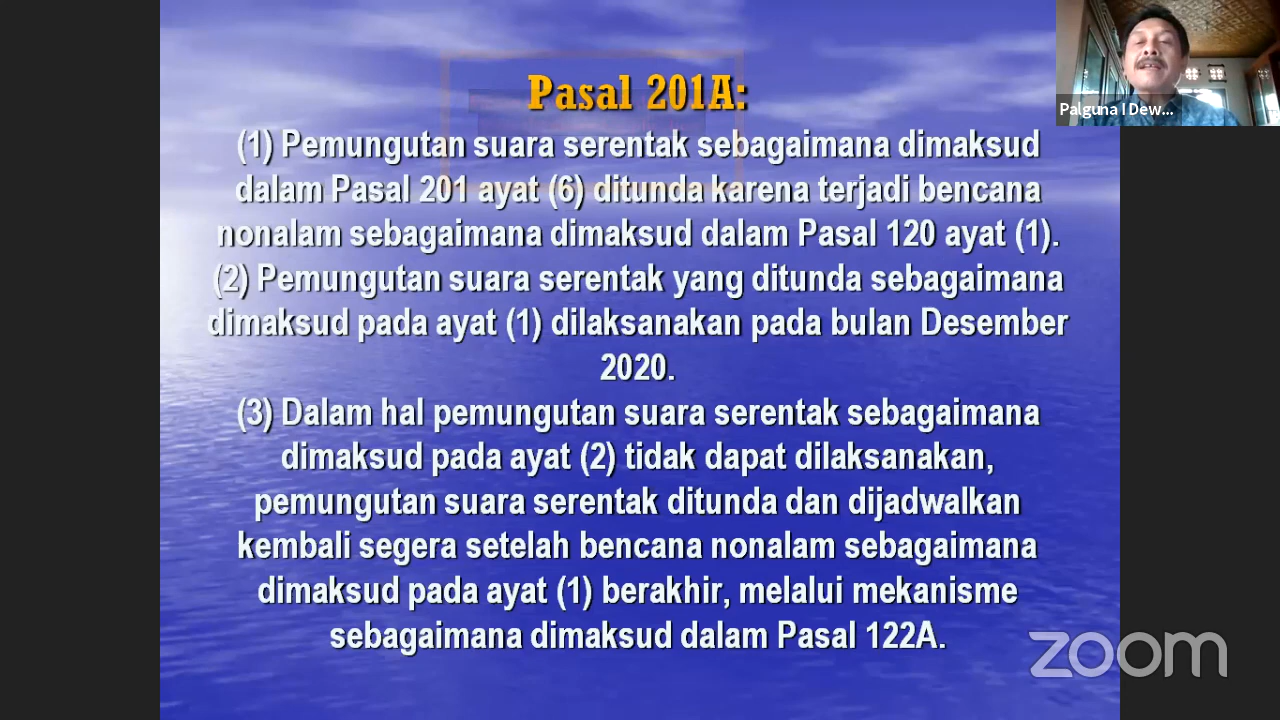 Pasal 201A:
(1) Pemungutan suara serentak sebagaimana dimaksud
dalam Pasal 201 ayat (6) ditunda karena terjadi bencana
nonalam sebagaimana dimaksud dalam Pasal 120 ayat (1).
(2) Pemungutan suara serentak yang ditunda sebagaimana
dimaksud pada ayat (1) dilaksanakan pada bulan Desember
2020.
(3) Dalam hal pemungutan suara serentak sebagaimana
dimaksud pada ayat (2) tidak dapat dilaksanakan,
pemungutan suara serentak ditunda dan dijadwalkan
kembali segera setelah bencana nonalam sebagaimana
dimaksud pada ayat (1) berakhir, melalui mekanisme
sebagaimana dimaksud dalam Pasal 122A.
Palguna I Dew...
zoom